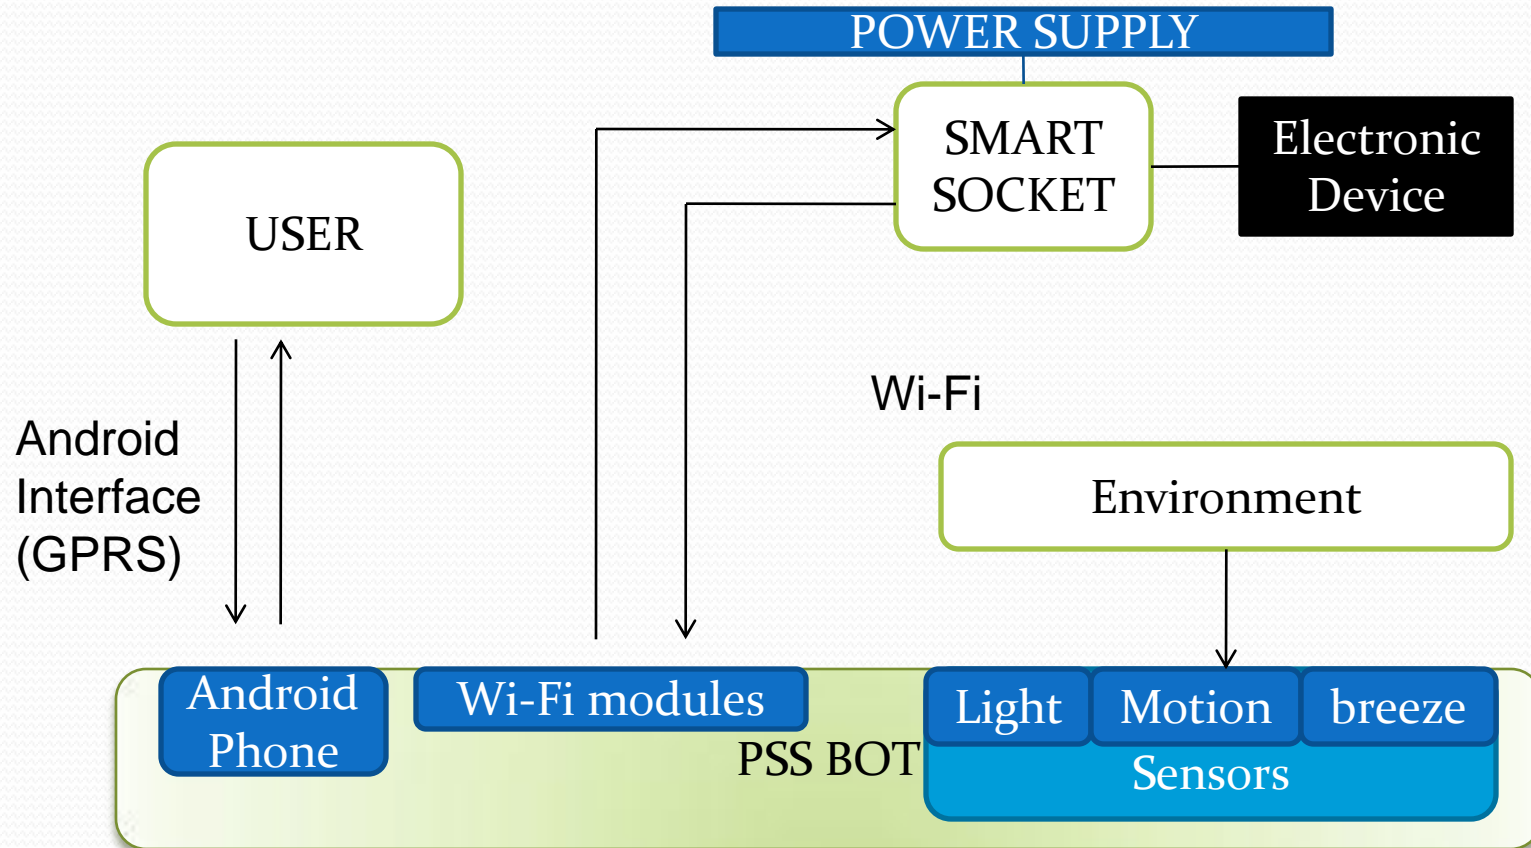 POWER SUPPLY
SMART
SOCKET
Electronic
Device
USER
Wi-Fi
Android
Interface
(GPRS)
Environment
Android
Phone
Wi-Fi modules
PSS BOT
Light
Motion
breeze
Sensors